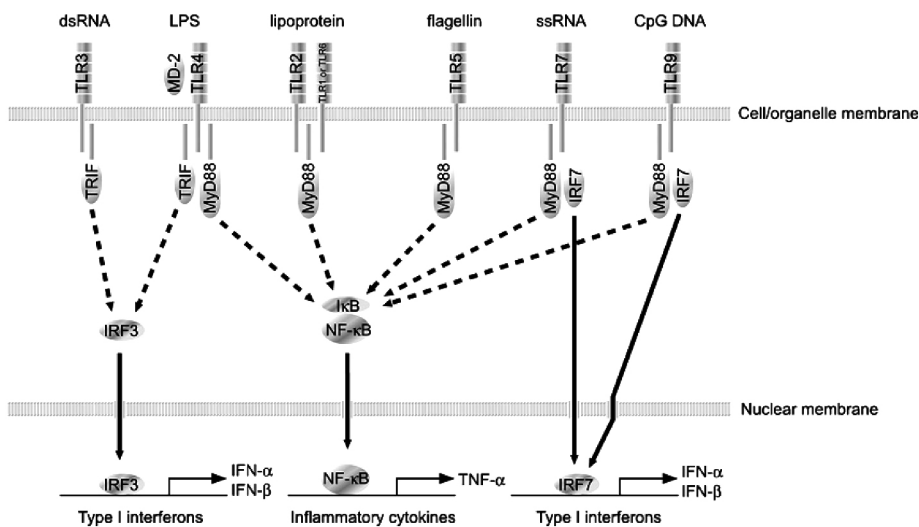 dsRNA LPS lipoprotein flagellin ssRNA CpG DNA
TLR3 MD-2 TLR4 TLR2 TLR1 or TLR6 TLR5 TLR7 TLR9
Cell/organelle membrane
TRIF TRIF MyD88 MyD88 MyD88 MyD88 IRF7 MyD88 IRF7
IκB
IRF3 NF-κB
Nuclear membrane
IRF3 IFN-α IFN-β NF-κB TNF-α IRF7 IFN-α IFN-β
Type I interferons Inflammatory cytokines Type I interferons